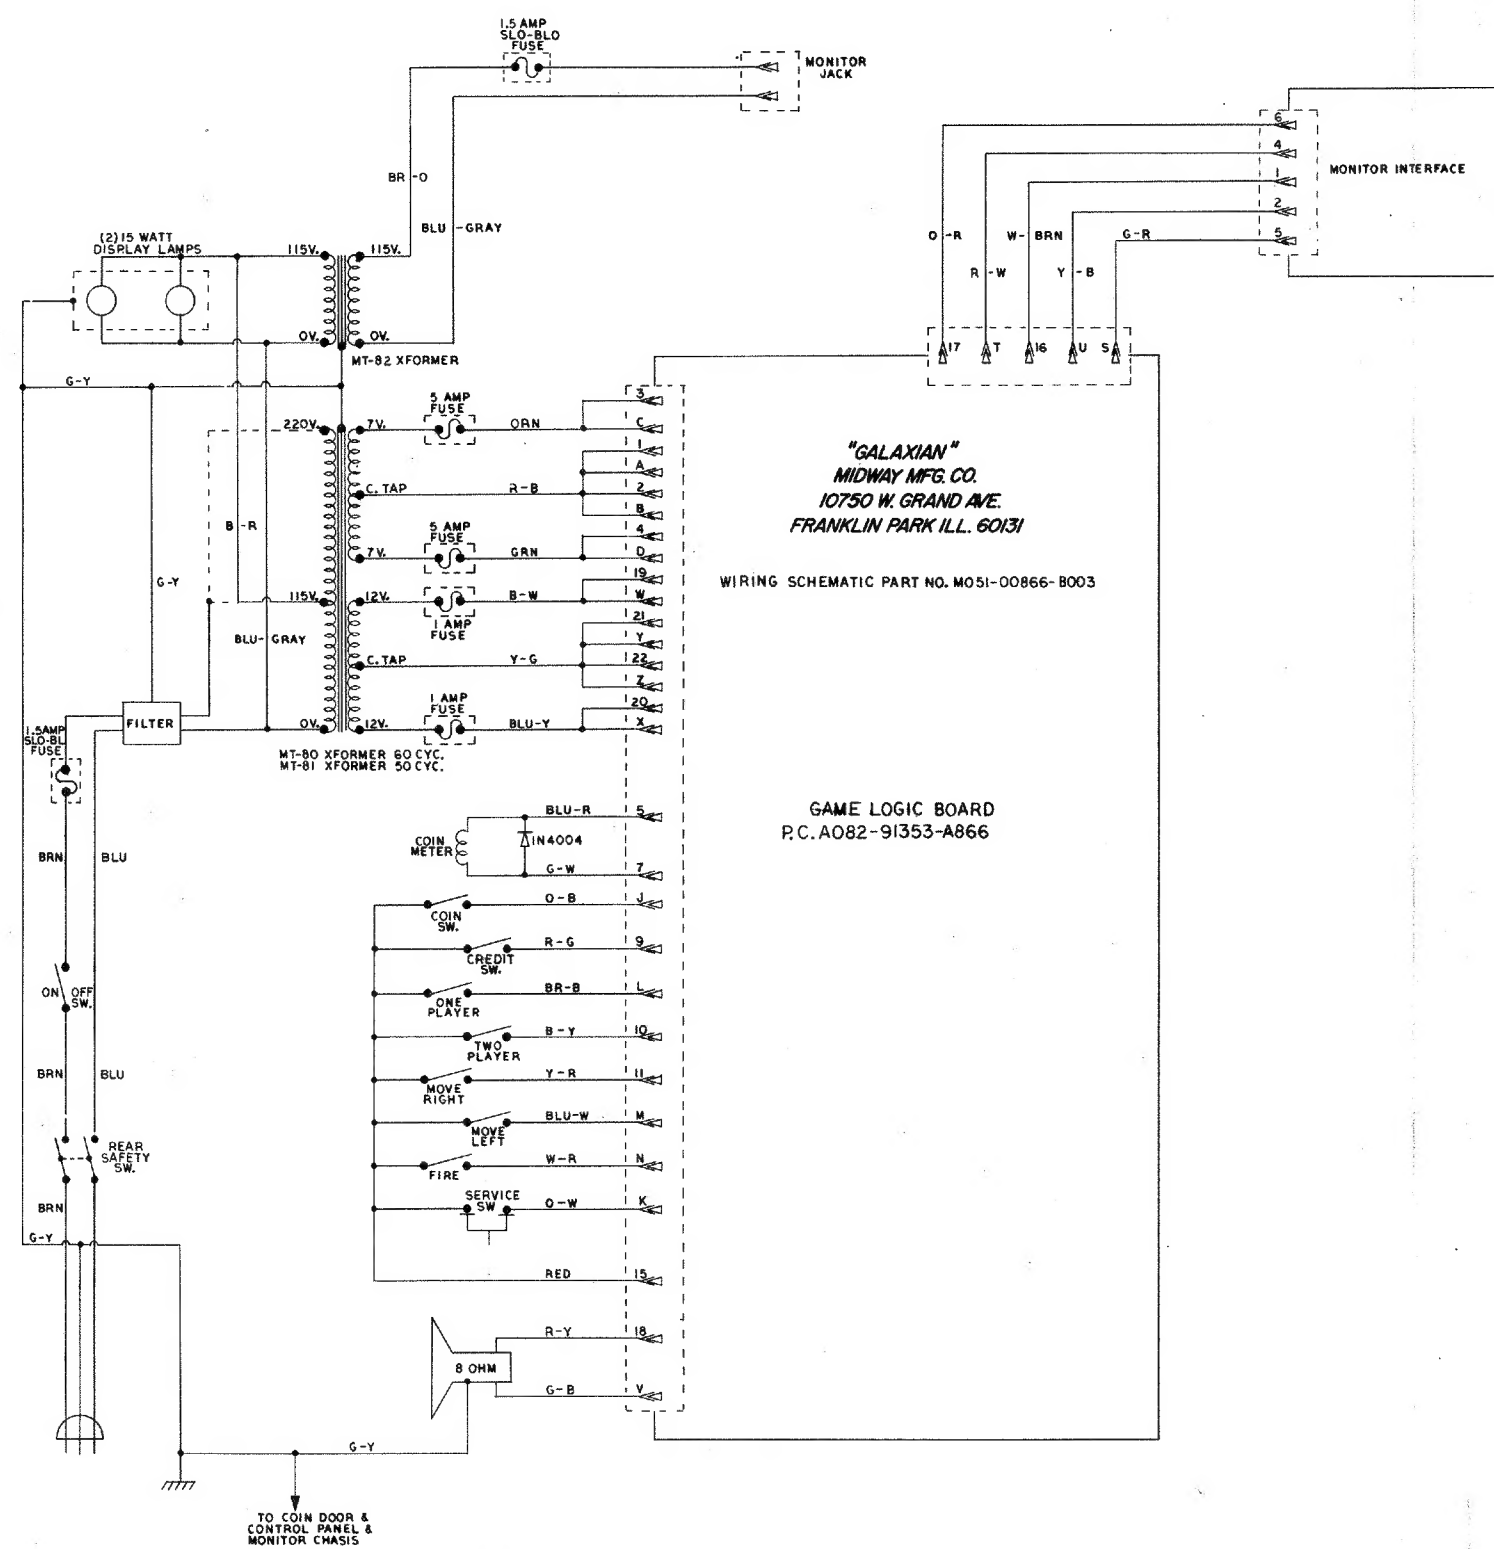 1.5 AMP
SLO-BLO
FUSE
MONITOR
JACK
6
4
1
2
5
MONITOR INTERFACE
BR-O
BLU-GRAY
O-R
W-BRN
G-R
R-W
Y-B
(2) 15 WATT
DISPLAY LAMPS
115V.
115V.
0V.
0V.
MT-82 XFORMER
17
T
16
U
S
G-Y
5 AMP
FUSE
220V.
7V.
ORN
3
C
1
A
C. TAP
R-B
2
B
B-R
5 AMP
FUSE
4
7V.
GRN
D
G-Y
19
115V.
12V.
B-W
W
1 AMP
FUSE
21
BLU-GRAY
Y
C. TAP
Y-G
22
Z
1 AMP
FUSE
20
FILTER
0V.
12V.
BLU-Y
X
MT-80 XFORMER 60 CYC.
MT-81 XFORMER 50 CYC.
1.5AMP
SLO-BL
FUSE
"GALAXIAN"
MIDWAY MFG. CO.
10750 W. GRAND AVE.
FRANKLIN PARK ILL. 60131
WIRING SCHEMATIC PART NO. M051-00866-B003
GAME LOGIC BOARD
P.C. A082-91353-A866
BLU-R
5
COIN
METER
IN4004
G-W
7
BRN
BLU
O-B
J
COIN
SW.
R-G
9
CREDIT
SW.
ON
OFF
SW.
BR-B
L
ONE
PLAYER
B-Y
10
TWO
PLAYER
BRN
BLU
Y-R
11
MOVE
RIGHT
BLU-W
M
MOVE
LEFT
REAR
SAFETY
SW.
W-R
N
FIRE
BRN
SERVICE
SW
O-W
K
G-Y
RED
15
R-Y
18
8 OHM
G-B
V
G-Y
TO COIN DOOR &
CONTROL PANEL &
MONITOR CHASIS